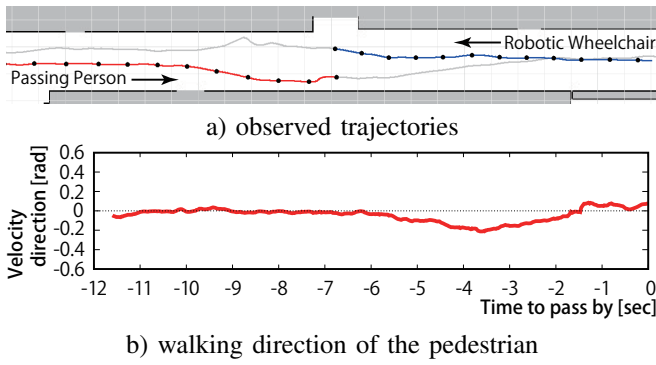 Robotic Wheelchair
Passing Person
a) observed trajectories
Velocity
direction [rad]
0.6
0.4
0.2
0
-0.2
-0.4
-0.6
-12 -11 -10 -9 -8 -7 -6 -5 -4 -3 -2 -1 0
Time to pass by [sec]
b) walking direction of the pedestrian